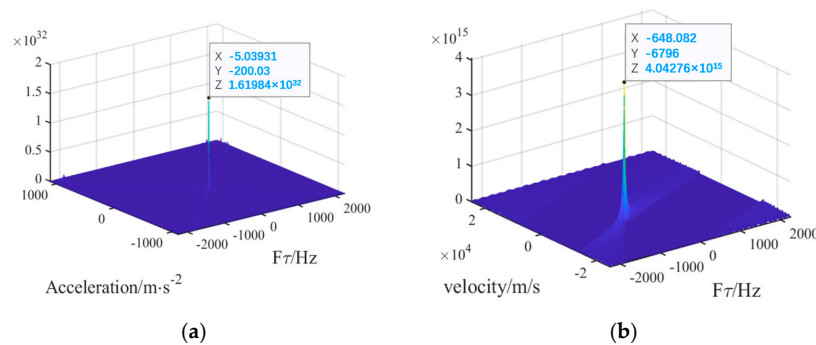 ×10³²
2
1.5
1
0.5
0
1000
0
-1000
-2000
-1000
0
1000
2000
Acceleration/m·s⁻²
Fτ/Hz
X -5.03931
Y -200.03
Z 1.61984×10³²
(a)
×10¹⁵
4
3
2
1
0
2
0
-2
×10⁴
-2000
-1000
0
1000
2000
velocity/m/s
Fτ/Hz
X -648.082
Y -6796
Z 4.04276×10¹⁵
(b)